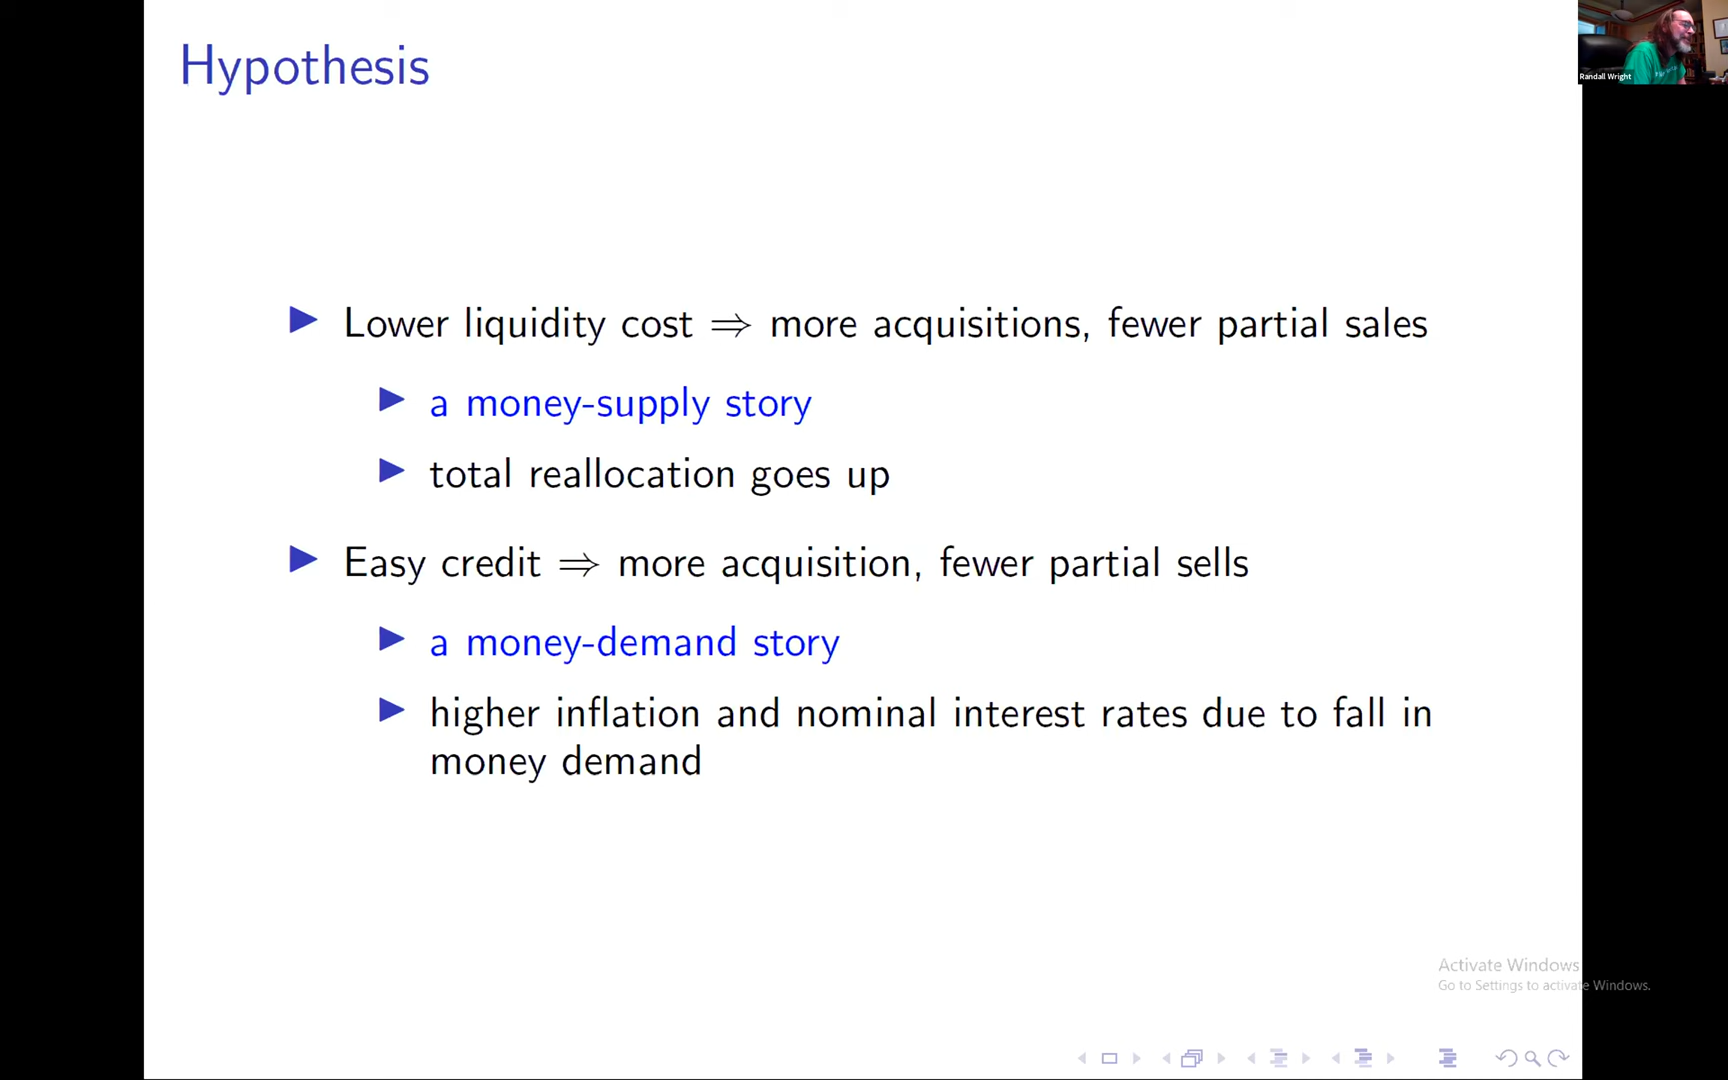 Hypothesis
Randall Wright
▶ Lower liquidity cost ⇒ more acquisitions, fewer partial sales
▶ a money-supply story
▶ total reallocation goes up
▶ Easy credit ⇒ more acquisition, fewer partial sells
▶ a money-demand story
▶ higher inflation and nominal interest rates due to fall in
money demand
Activate Windows
Go to Settings to activate Windows.